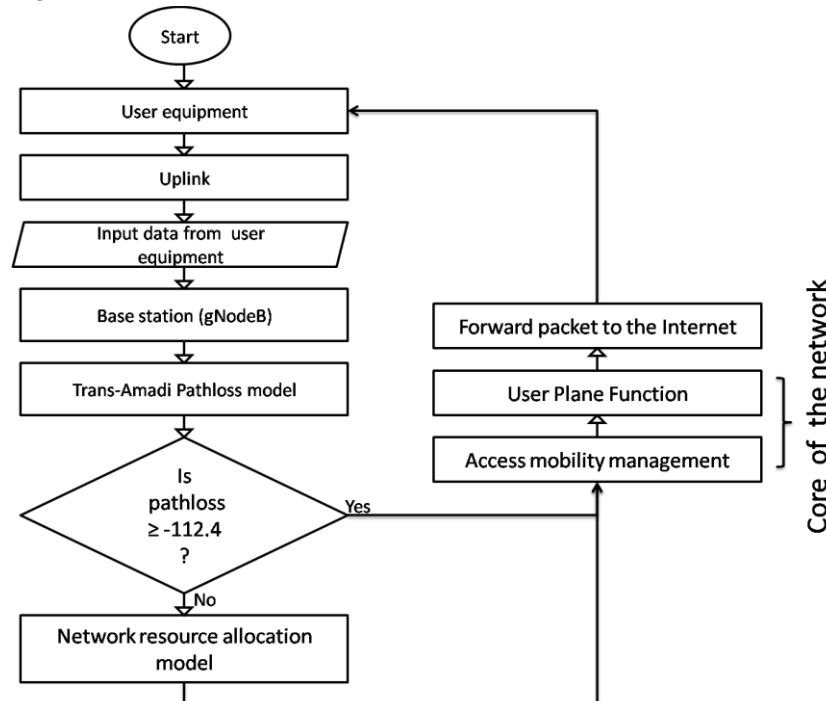 Start
User equipment
Uplink
Input data from user
equipment
Base station (gNodeB)
Trans-Amadi Pathloss model
Is
pathloss
≥ -112.4
?
Yes
No
Network resource allocation
model
Forward packet to the Internet
User Plane Function
Access mobility management
Core of the network